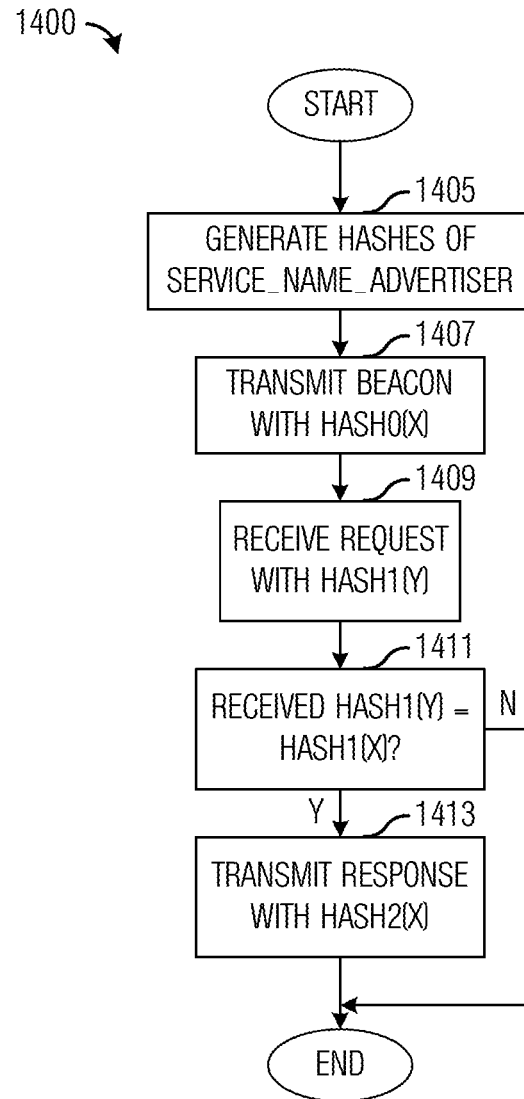 1400
START
1405
GENERATE HASHES OF
SERVICE_NAME_ADVERTISER
1407
TRANSMIT BEACON
WITH HASH0(X)
1409
RECEIVE REQUEST
WITH HASH1(Y)
1411
RECEIVED HASH1(Y) =
HASH1(X)?
N
Y
1413
TRANSMIT RESPONSE
WITH HASH2(X)
END